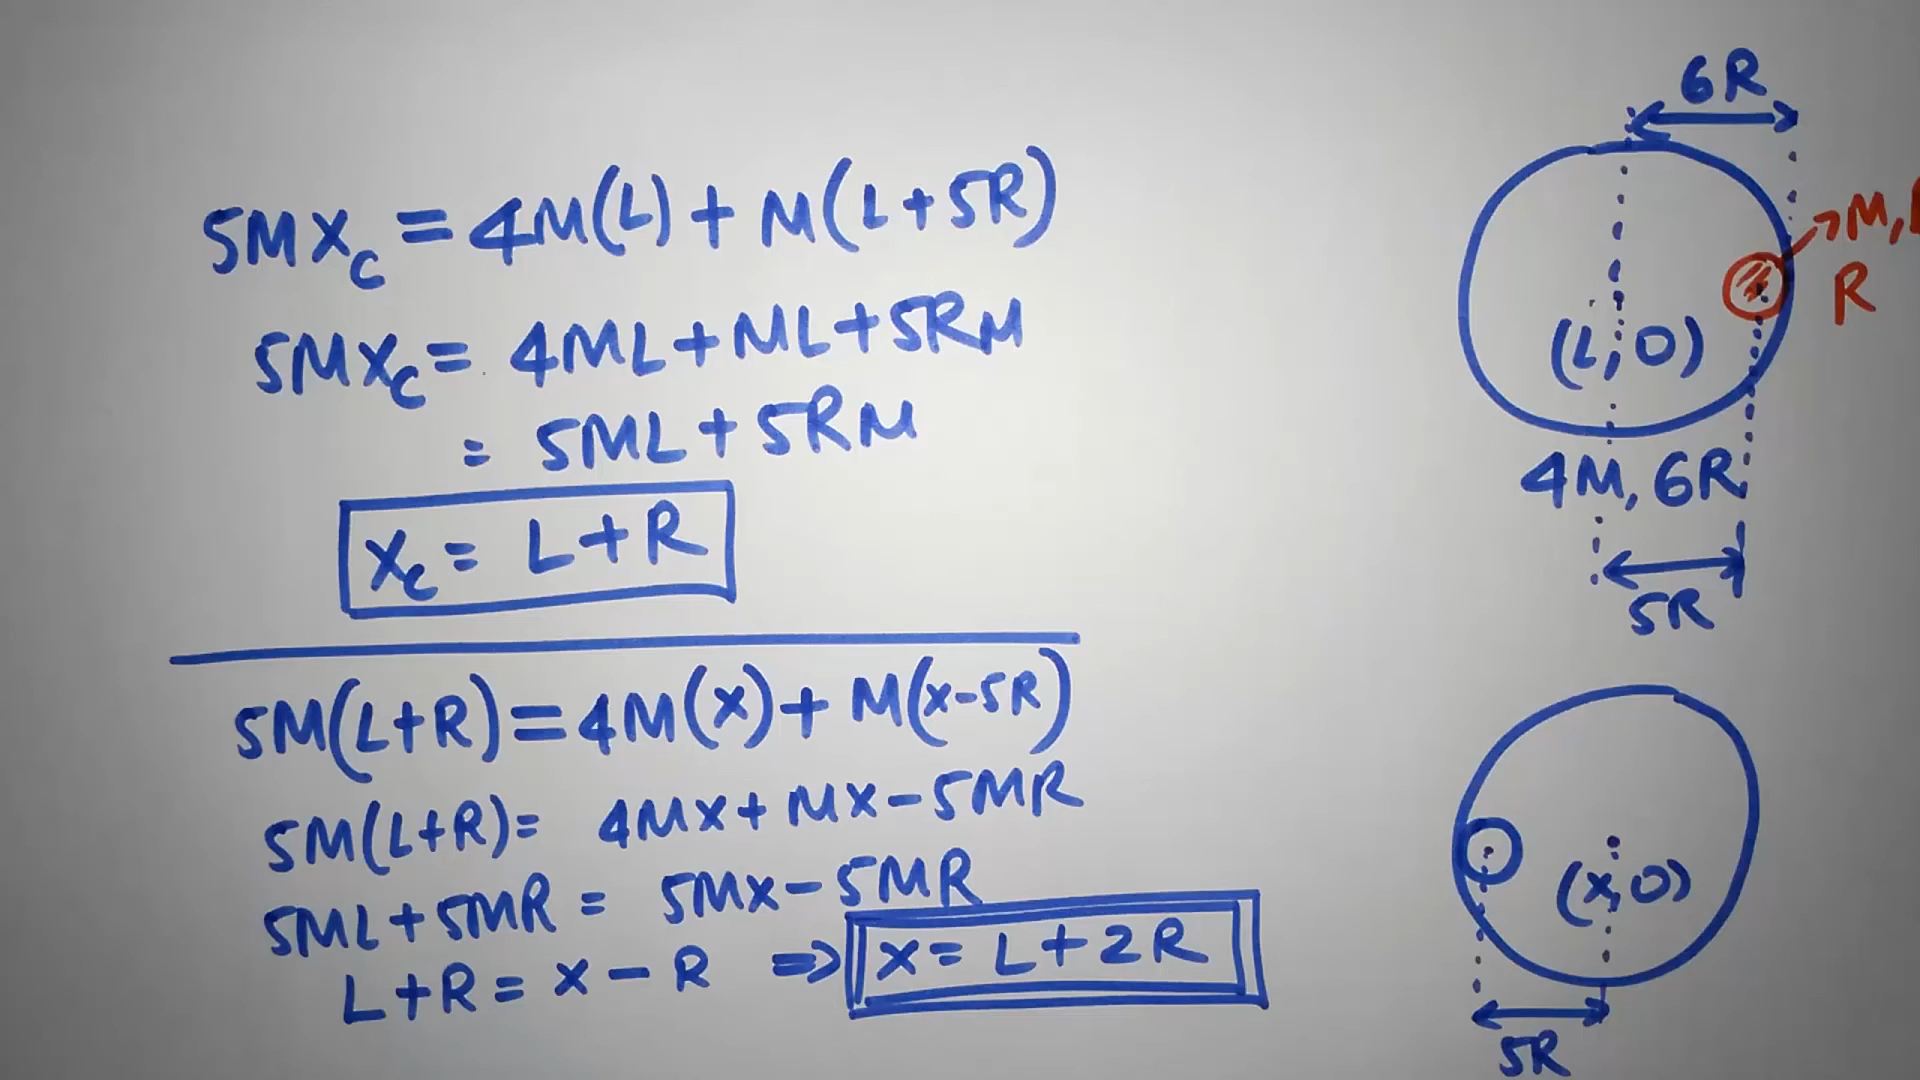 5MX_c = 4M(L) + M(L+5R)
5MX_c = 4ML + ML + 5RM
= 5ML + 5RM
X_c = L+R
5M(L+R) = 4M(x) + M(x-5R)
5M(L+R) = 4Mx + Mx - 5MR
5ML + 5MR = 5Mx - 5MR
L+R = x - R ⇒ x = L+2R
6R
M,
R
(L, 0)
4M, 6R
5R
(x, 0)
5R